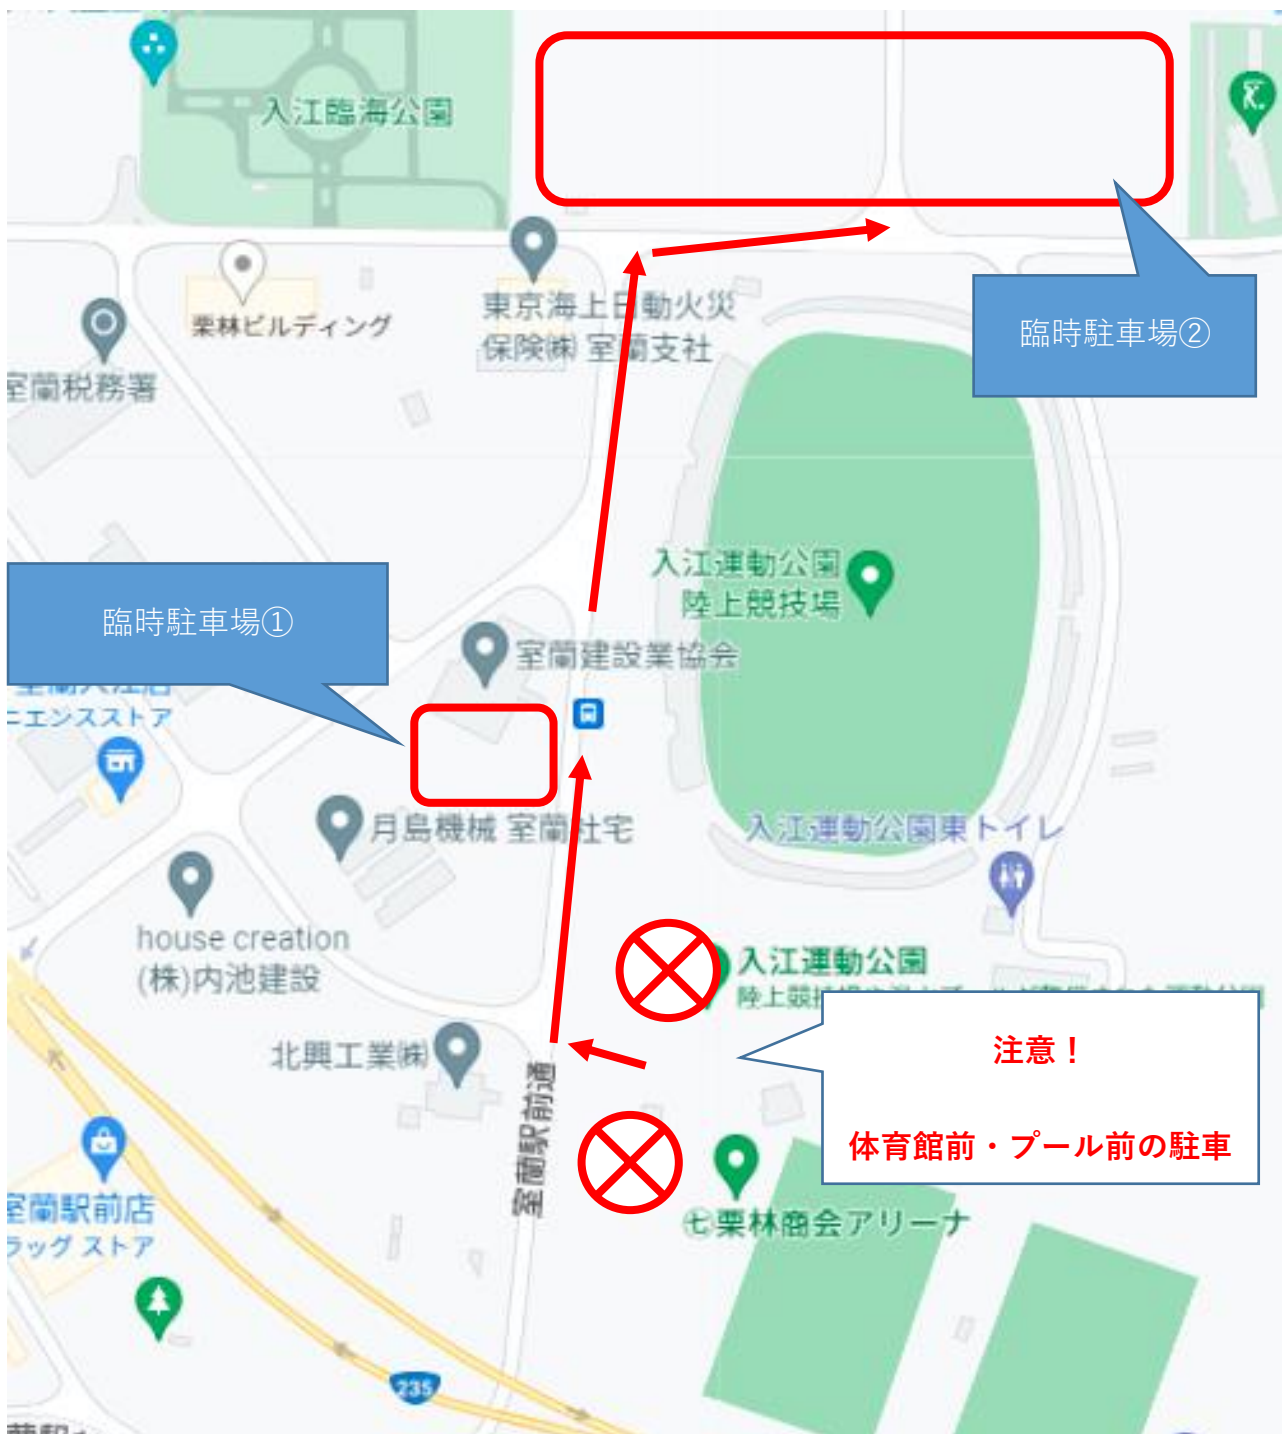 入江臨海公園
栗林ビルディング
東京海上日動火災
保険㈱ 室蘭支社
臨時駐車場②
室蘭税務署
入江運動公園
陸上競技場
臨時駐車場①
室蘭建設業協会
ニエンスストア
月島機械 室蘭社宅
入江運動公園東トイレ
house creation
(株)内池建設
入江運動公園
北興工業㈱
注意！
体育館前・プール前の駐車
室蘭駅前通
室蘭駅前店
ラッグ ストア
㊆栗林商会アリーナ
235